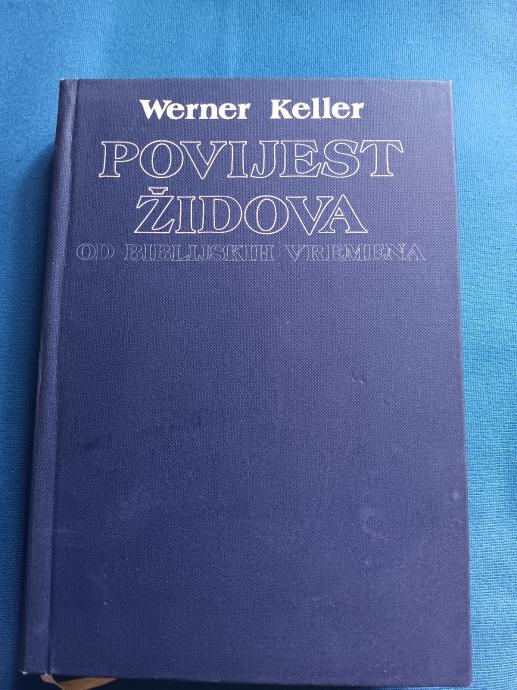 Werner Keller
POVIJEST
ŽIDOVA
OD BIBLIJSKIH VREMENA